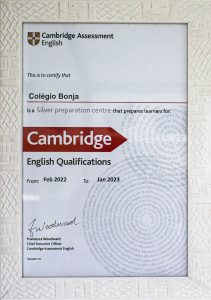 Cambridge Assessment
English
This is to certify that
Colégio Bonja
is a Silver preparation centre that prepares learners for:
Cambridge
English Qualifications
From: Feb 2022 To: Jan 2023
Francesca Woodward
Chief Executive Officer
Cambridge Assessment English